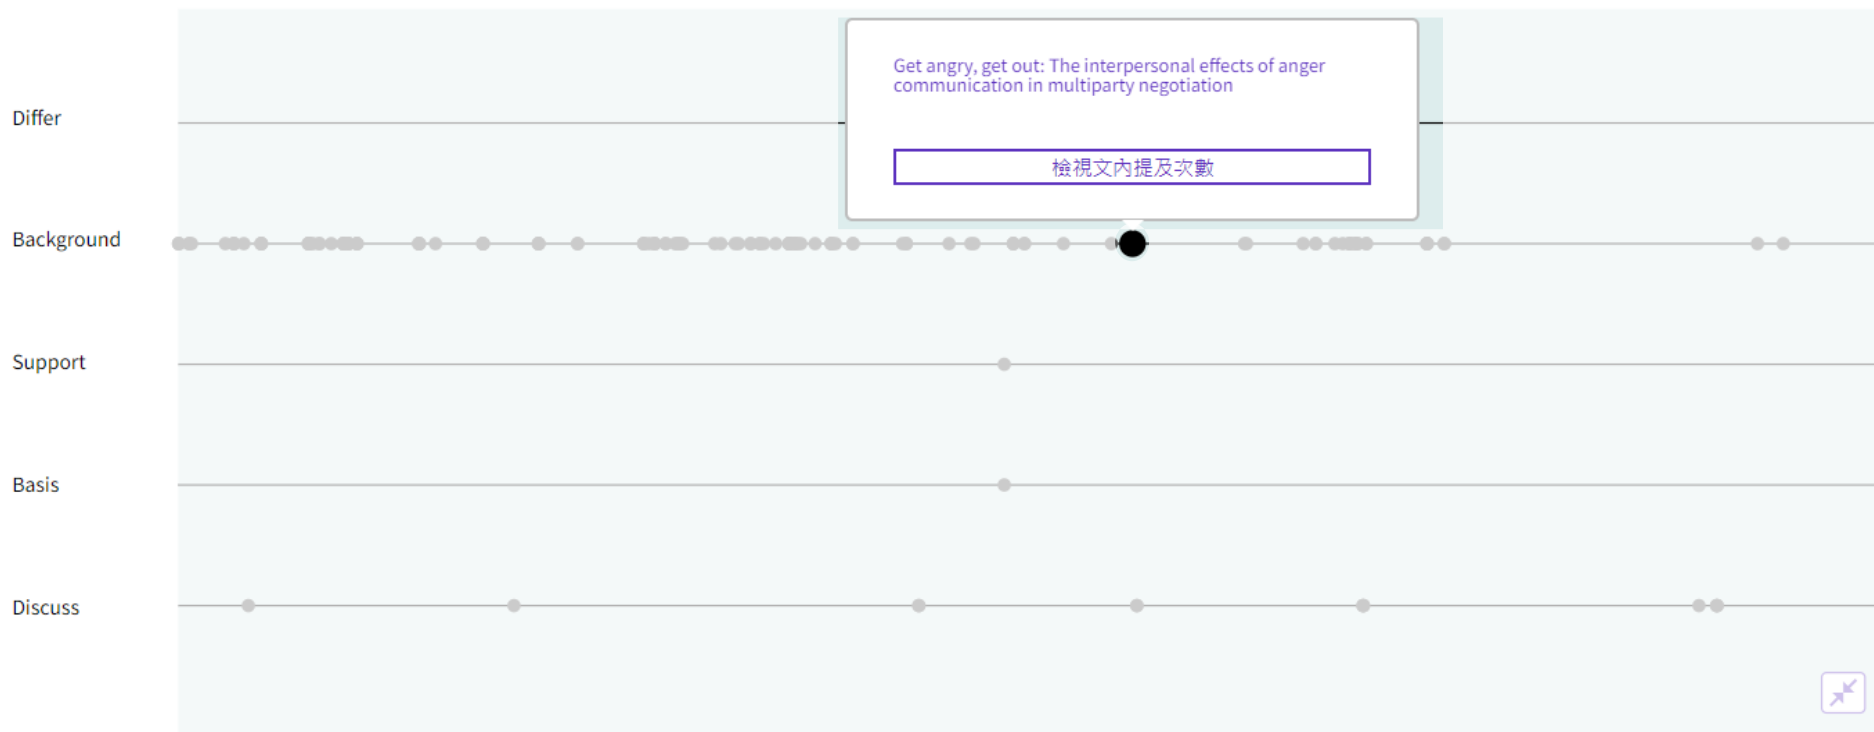 Get angry, get out: The interpersonal effects of anger
communication in multiparty negotiation
檢視文內提及次數
Differ
Background
Support
Basis
Discuss